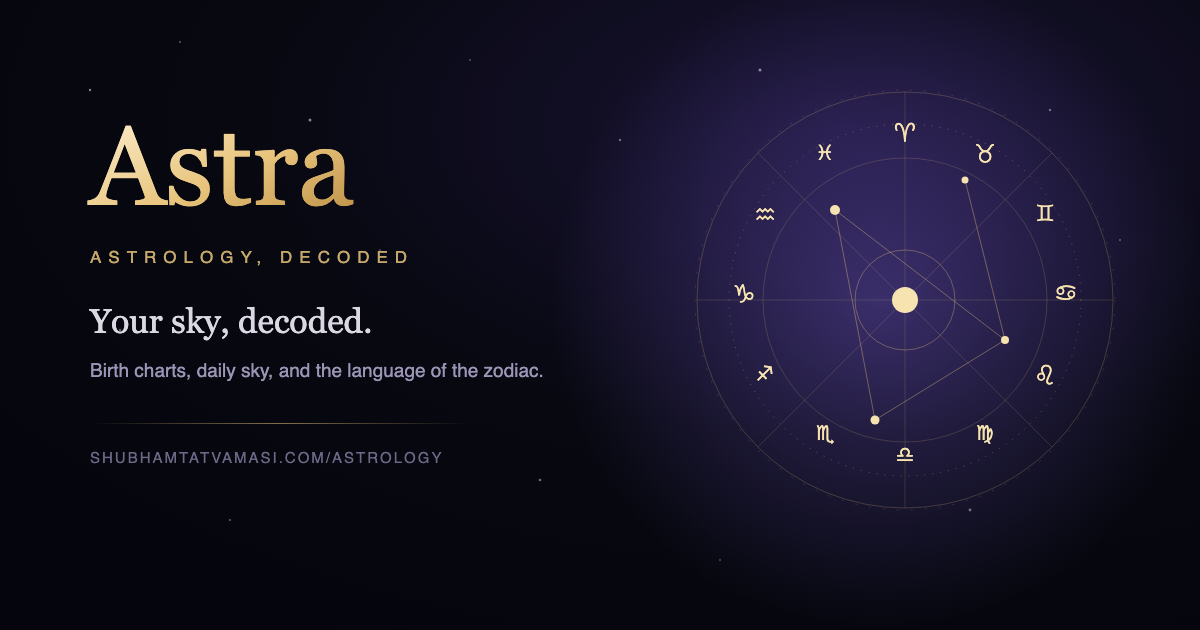 Astra
ASTROLOGY, DECODED
Your sky, decoded.
Birth charts, daily sky, and the language of the zodiac.
SHUBHAMTATVAMASI.COM/ASTROLOGY
♈
♉
♊
♋
♌
♍
♎
♏
♐
♑
♒
♓